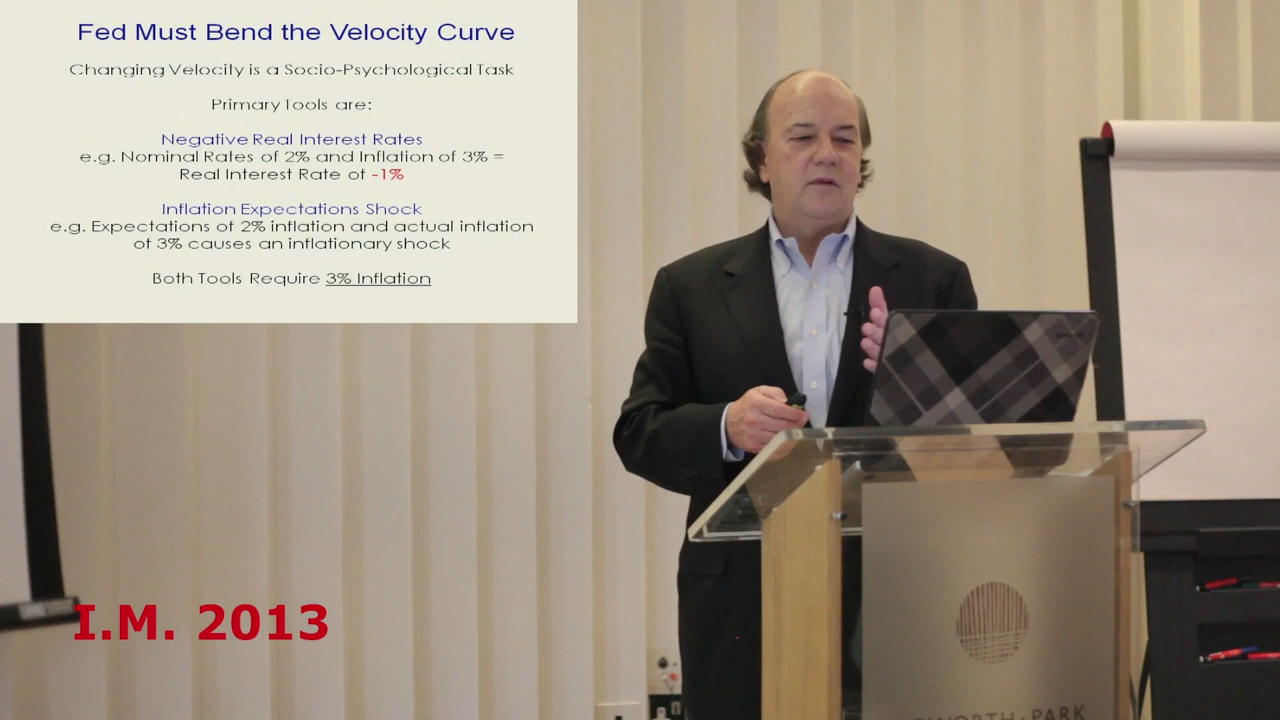 Fed Must Bend the Velocity Curve
Changing Velocity is a Socio-Psychological Task
Primary Tools are:
Negative Real Interest Rates
e.g. Nominal Rates of 2% and Inflation of 3% =
Real Interest Rate of -1%
Inflation Expectations Shock
e.g. Expectations of 2% inflation and actual inflation
of 3% causes an inflationary shock
Both Tools Require 3% Inflation
I.M. 2013
PARK